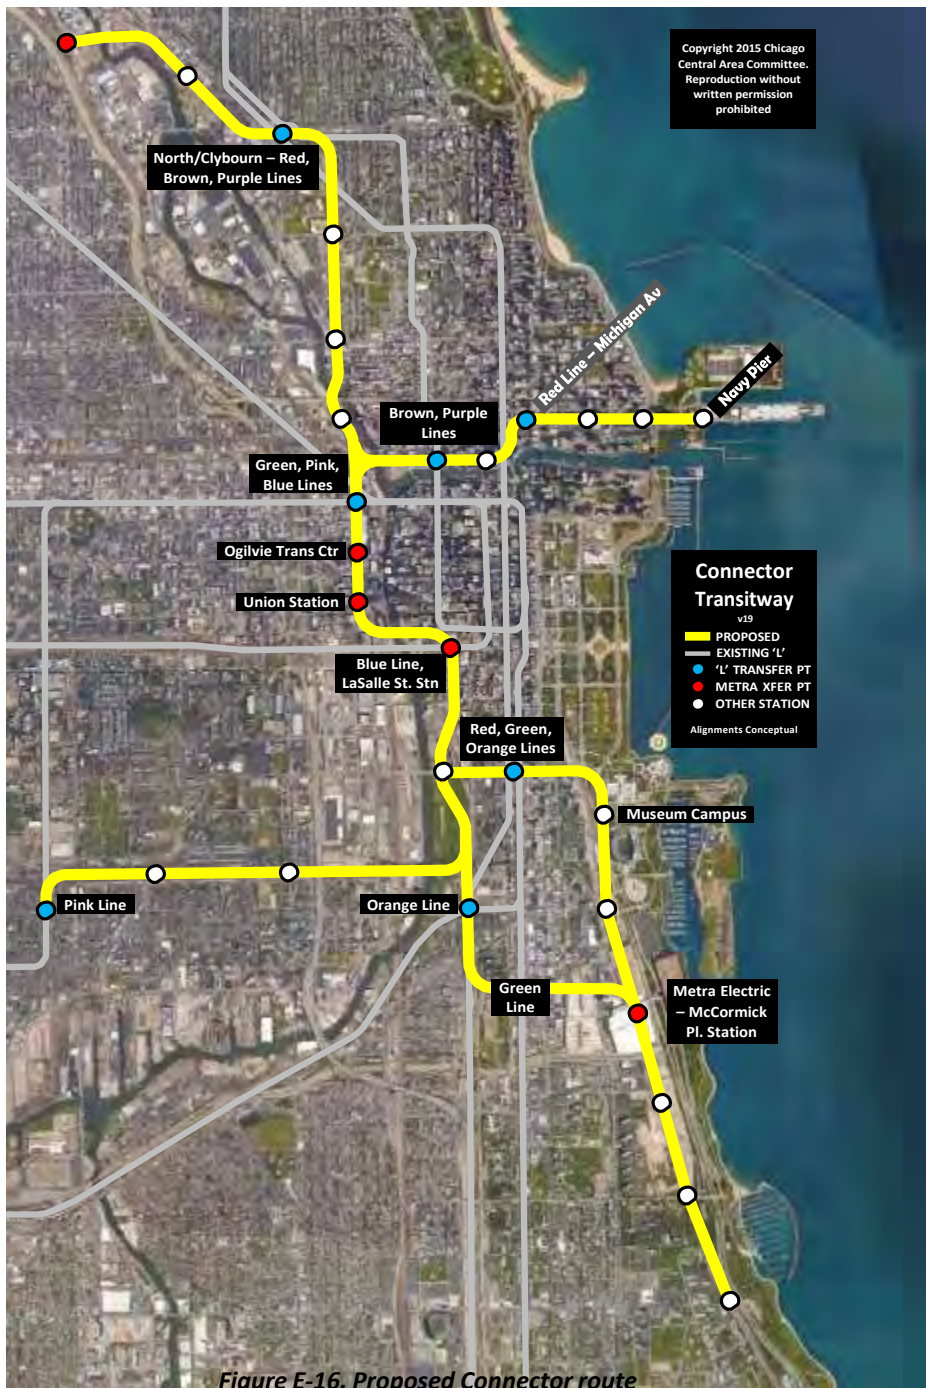 Copyright 2015 Chicago
Central Area Committee.
Reproduction without
written permission
prohibited
North/Clybourn – Red,
Brown, Purple Lines
Red Line – Michigan Av
Navy Pier
Brown, Purple
Lines
Green, Pink,
Blue Lines
Ogilvie Trans Ctr
Union Station
Connector
Transitway
v19
PROPOSED
EXISTING ‘L’
‘L’ TRANSFER PT
METRA XFER PT
OTHER STATION
Alignments Conceptual
Blue Line,
LaSalle St. Stn
Red, Green,
Orange Lines
Museum Campus
Pink Line
Orange Line
Green
Line
Metra Electric
– McCormick
Pl. Station
Figure E-16. Proposed Connector route